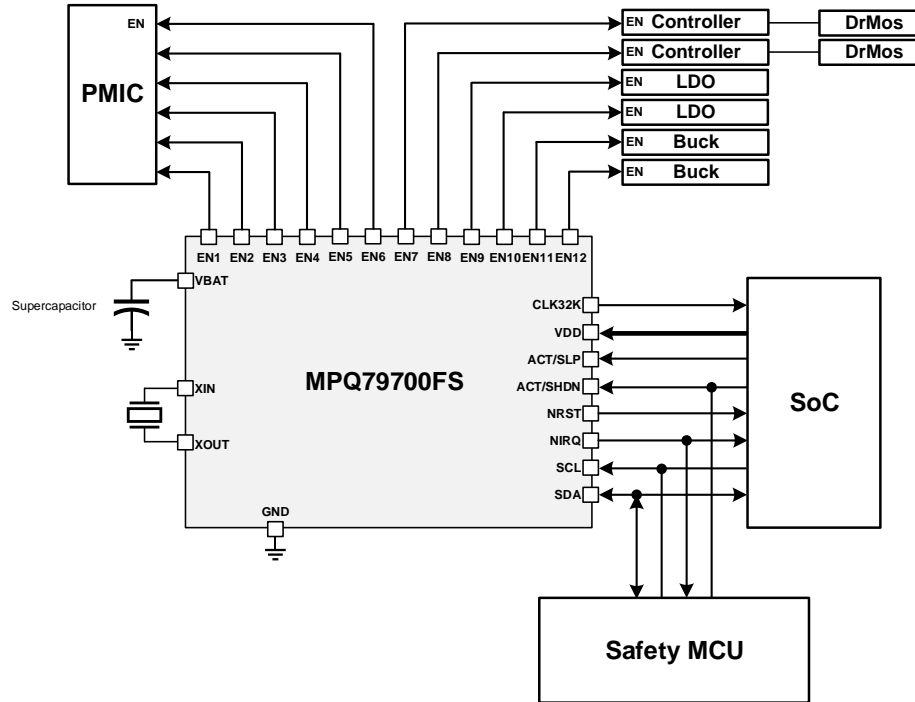 EN
PMIC
EN Controller DrMos
EN Controller DrMos
EN LDO
EN LDO
EN Buck
EN Buck
EN1 EN2 EN3 EN4 EN5 EN6 EN7 EN8 EN9 EN10 EN11 EN12
VBAT
Supercapacitor
XIN
XOUT
GND
MPQ79700FS
CLK32K
VDD
ACT/SLP
ACT/SHDN
NRST
NIRQ
SCL
SDA
SoC
Safety MCU